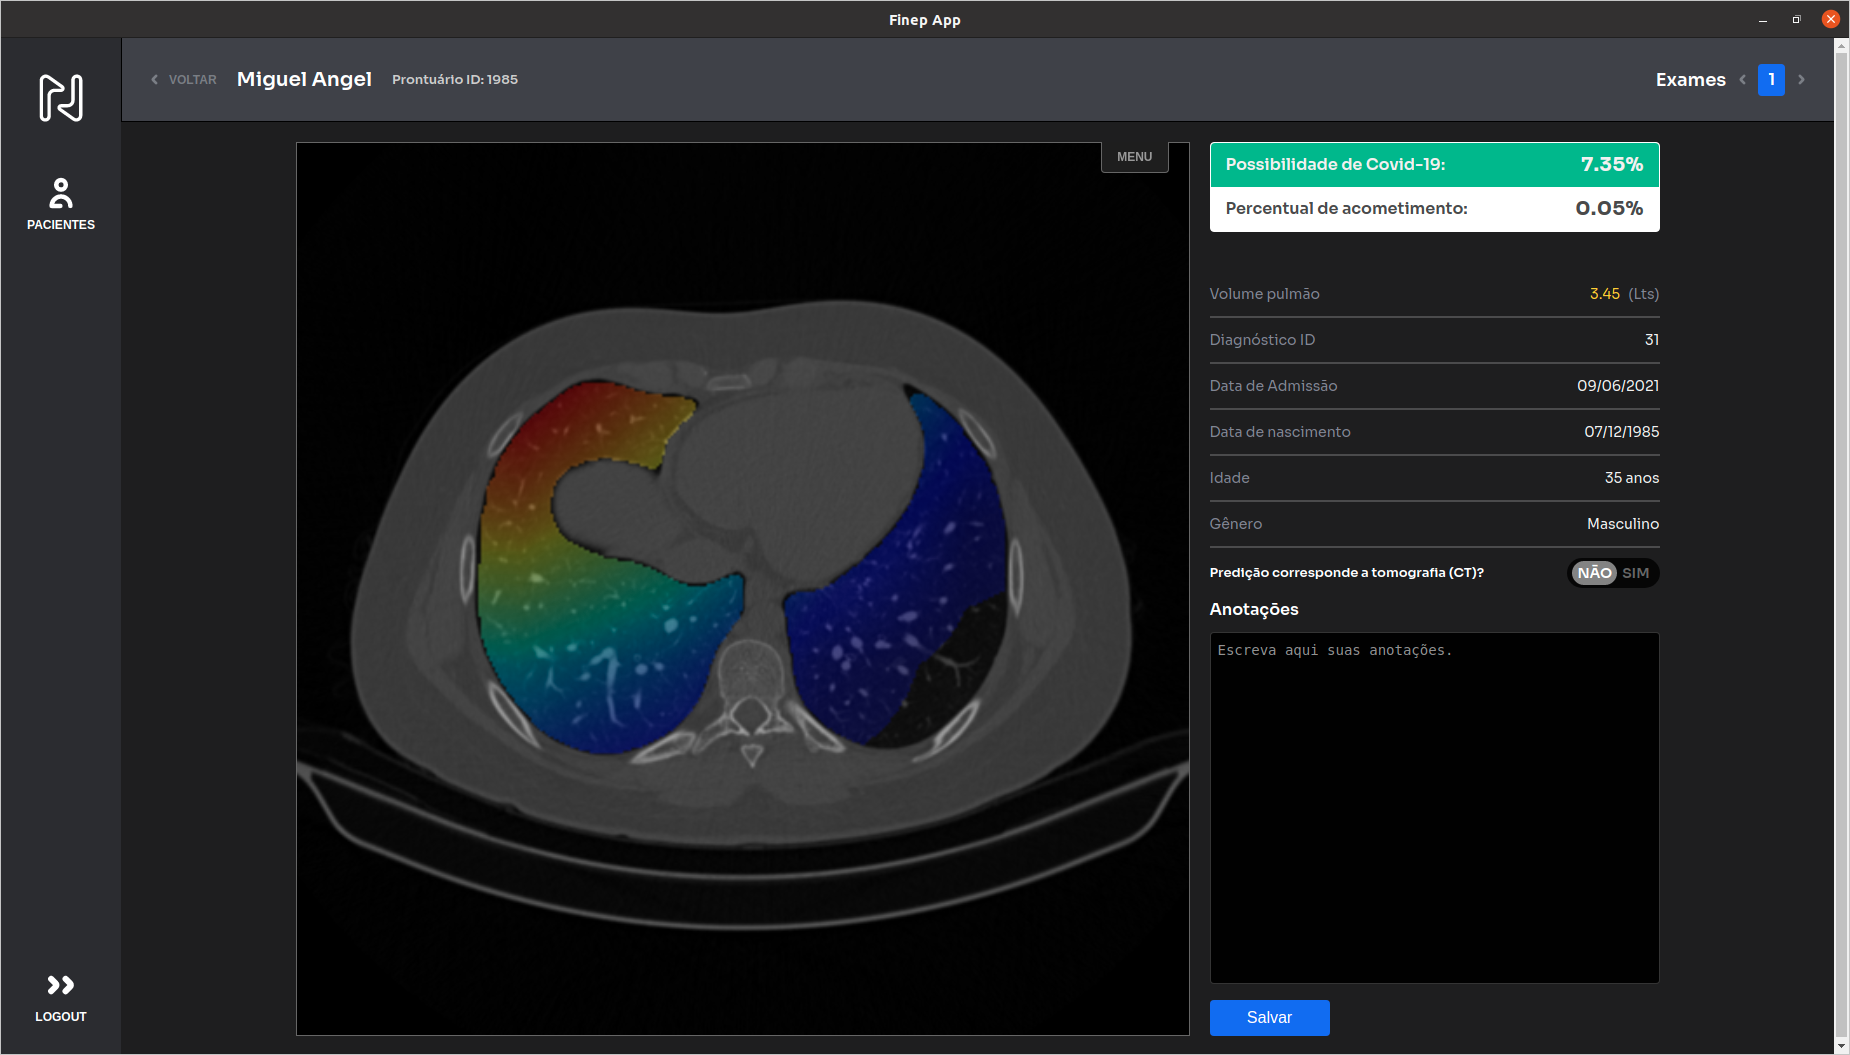 Finep App
VOLTAR Miguel Angel Prontuário ID: 1985 Exames 1
PACIENTES
MENU
Possibilidade de Covid-19: 7.35%
Percentual de acometimento: 0.05%
Volume pulmão 3.45 (Lts)
Diagnóstico ID 31
Data de Admissão 09/06/2021
Data de nascimento 07/12/1985
Idade 35 anos
Gênero Masculino
Predição corresponde a tomografia (CT)? NÃO SIM
Anotações
Escreva aqui suas anotações.
Salvar
LOGOUT